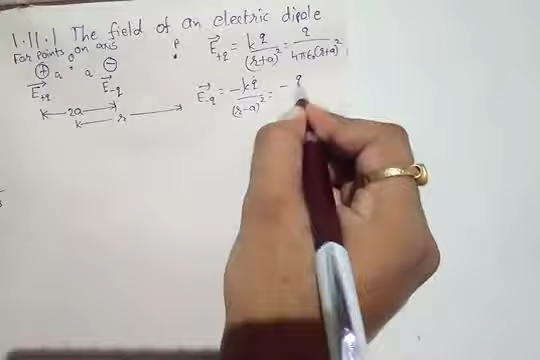 1.11.1 The field of an electric dipole
For points on axis
+ a o a − P
E⃗+q E⃗-q
2a
r
E⃗+q = kq/(r+a)² = q/4πε₀(r+a)²
E⃗-q = -kq/(r-a)² = - q